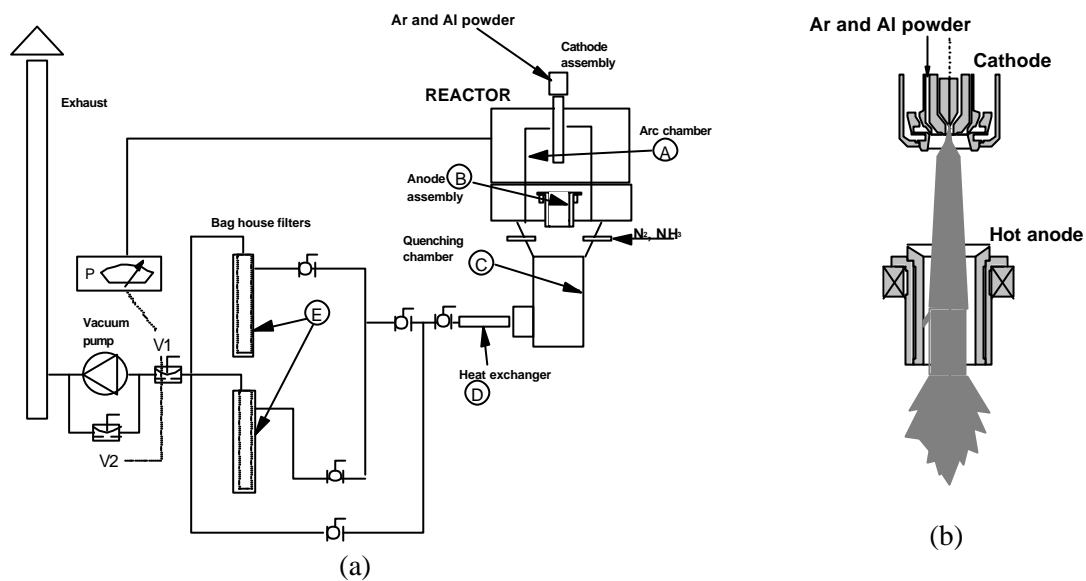 Ar and Al powder
Cathode
assembly
REACTOR
Exhaust
Arc chamber
A
Anode
assembly
B
Bag house filters
N2, NH3
Quenching
chamber
C
P
E
Vacuum
pump
V1
Heat exchanger
D
V2
(a)
Ar and Al powder
Cathode
Hot anode
(b)